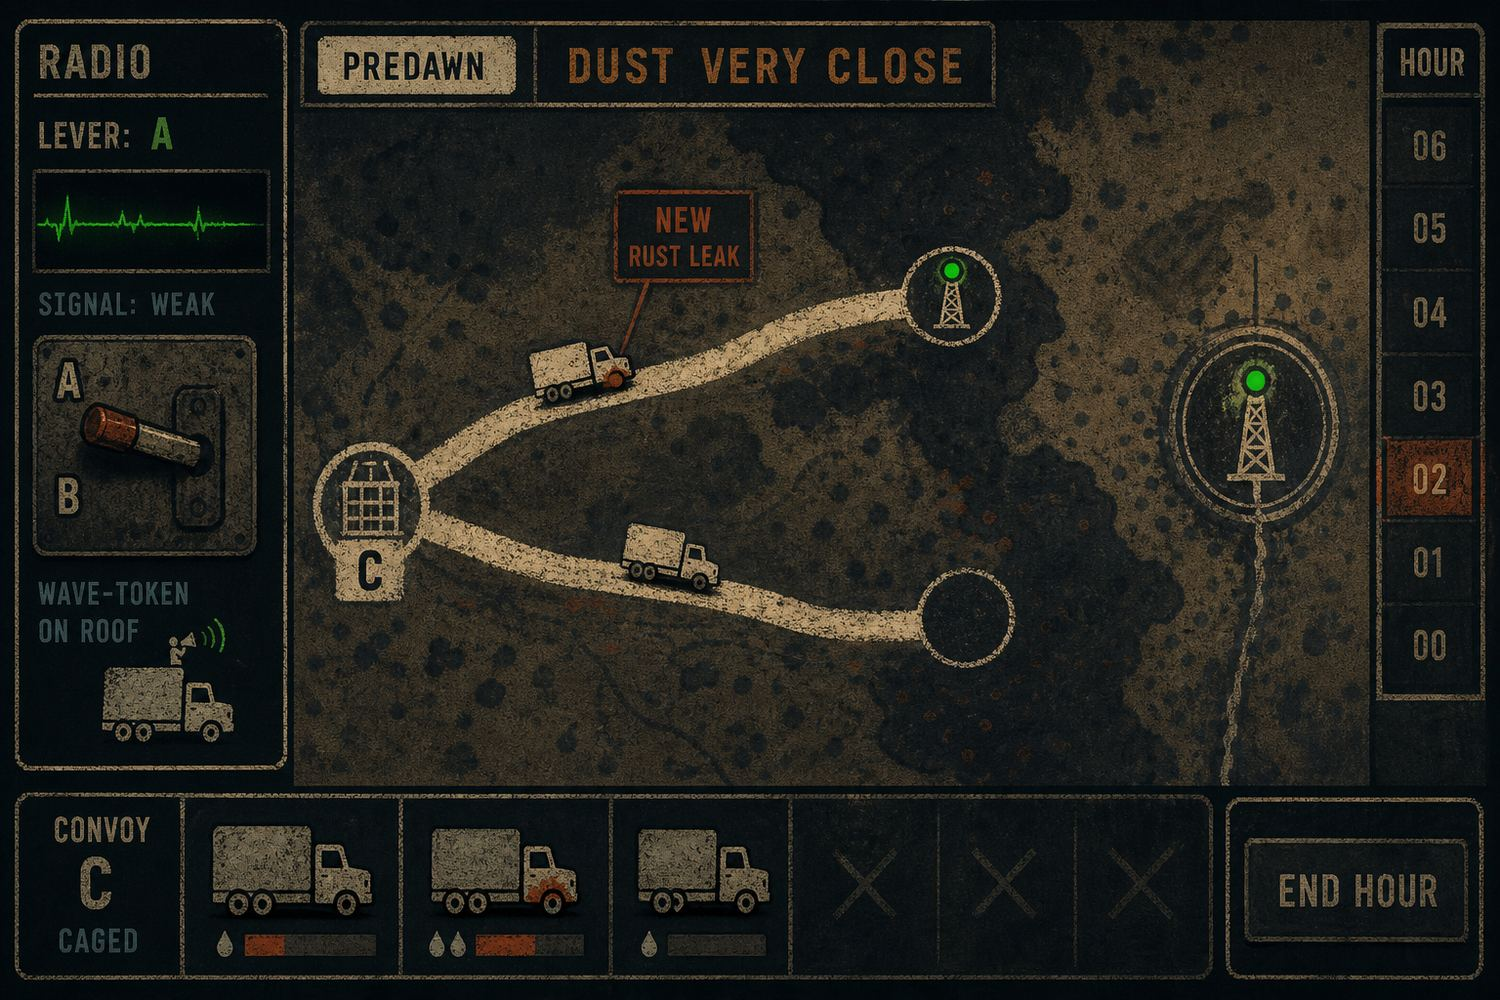 RADIO
LEVER: A
SIGNAL: WEAK
A
B
WAVE-TOKEN
ON ROOF
PREDAWN
DUST VERY CLOSE
NEW
RUST LEAK
C
HOUR
06
05
04
03
02
01
00
CONVOY
C
CAGED
END HOUR